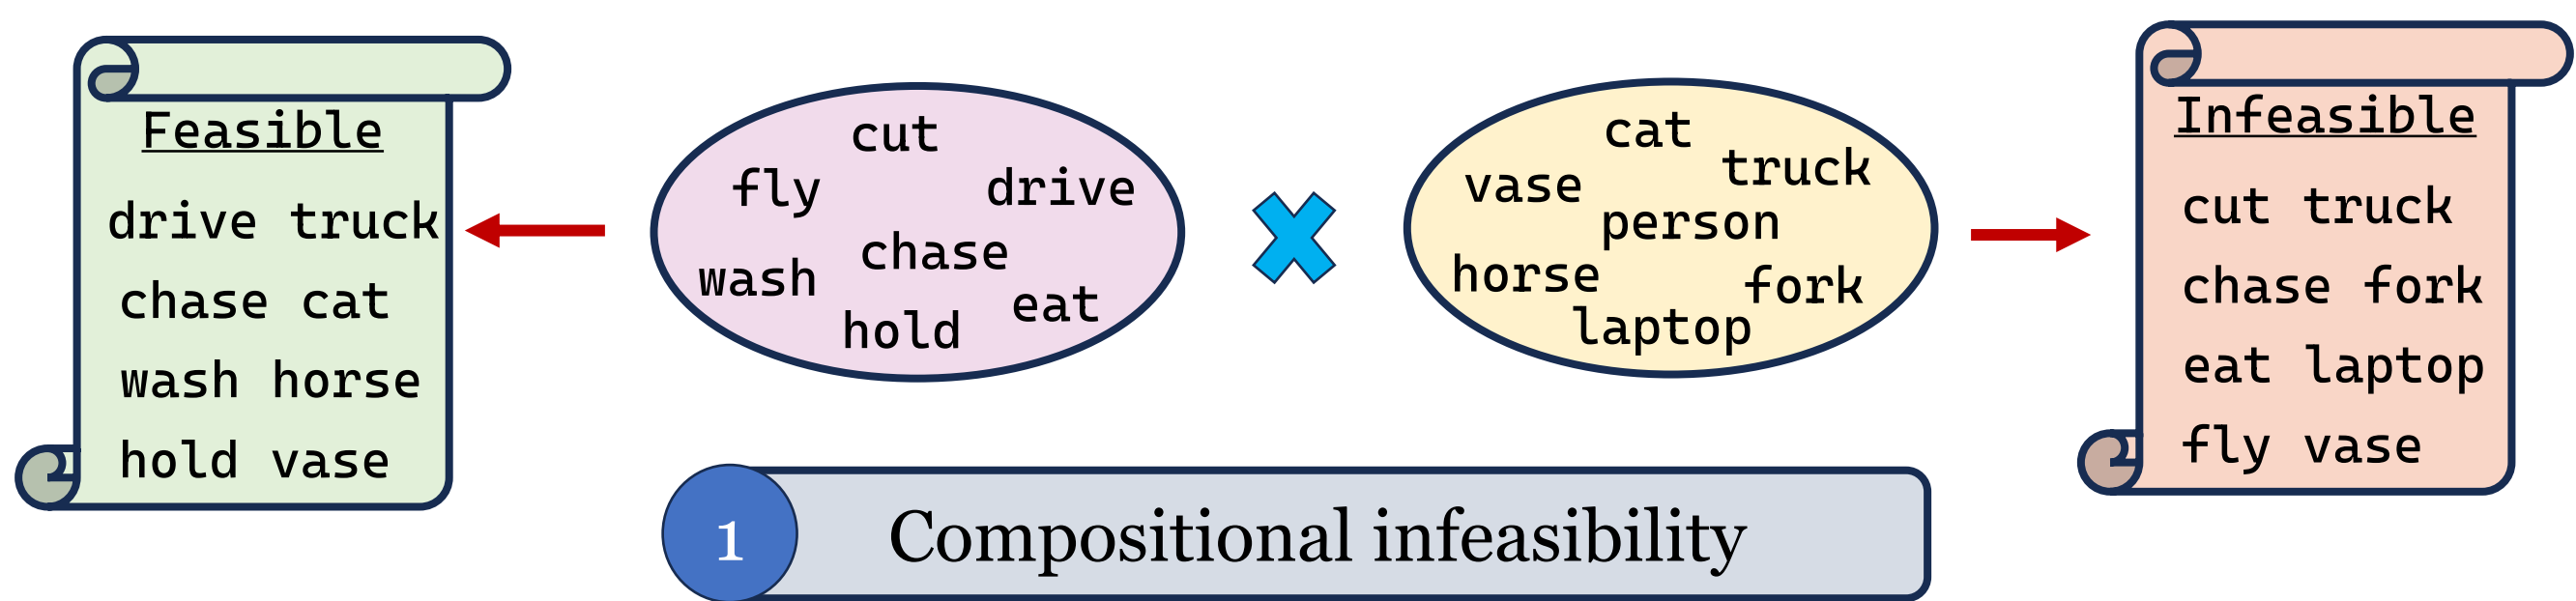 Feasible
drive truck
chase cat
wash horse
hold vase
cut
fly
drive
chase
wash
eat
hold
cat
truck
vase
person
horse
fork
laptop
Infeasible
cut truck
chase fork
eat laptop
fly vase
1 Compositional infeasibility